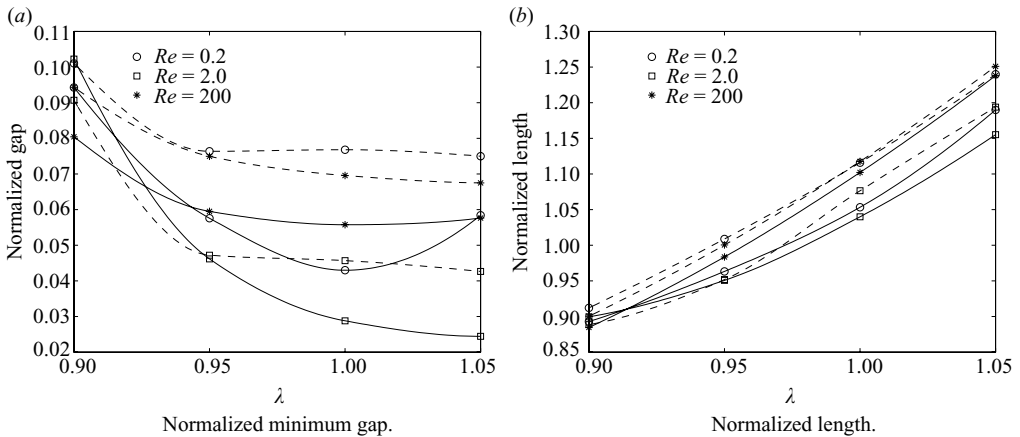 (a)
0.11
0.10
0.09
0.08
0.07
0.06
0.05
0.04
0.03
0.02
Normalized gap
Re = 0.2
Re = 2.0
Re = 200
0.90 0.95 1.00 1.05
λ
Normalized minimum gap.
(b)
1.30
1.25
1.20
1.15
1.10
1.05
1.00
0.95
0.90
0.85
Normalized length
Re = 0.2
Re = 2.0
Re = 200
0.90 0.95 1.00 1.05
λ
Normalized length.